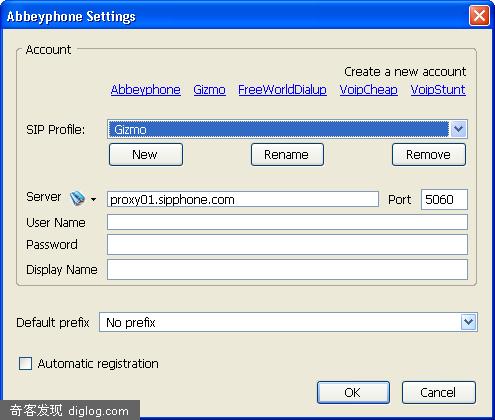 Abbeyphone Settings
Account
Create a new account
Abbeyphone Gizmo FreeWorldDialup VoipCheap VoipStunt
SIP Profile: Gizmo
New Rename Remove
Server proxy01.sipphone.com Port 5060
User Name
Password
Display Name
Default prefix No prefix
Automatic registration
OK Cancel
奇客发现 diglog.com